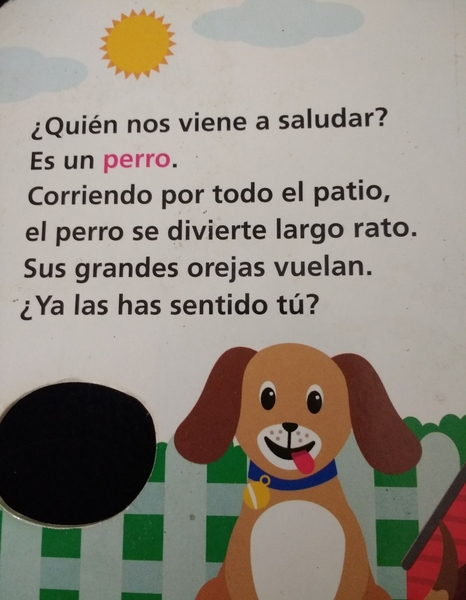 ¿Quién nos viene a saludar?
Es un perro.
Corriendo por todo el patio,
el perro se divierte largo rato.
Sus grandes orejas vuelan.
¿Ya las has sentido tú?